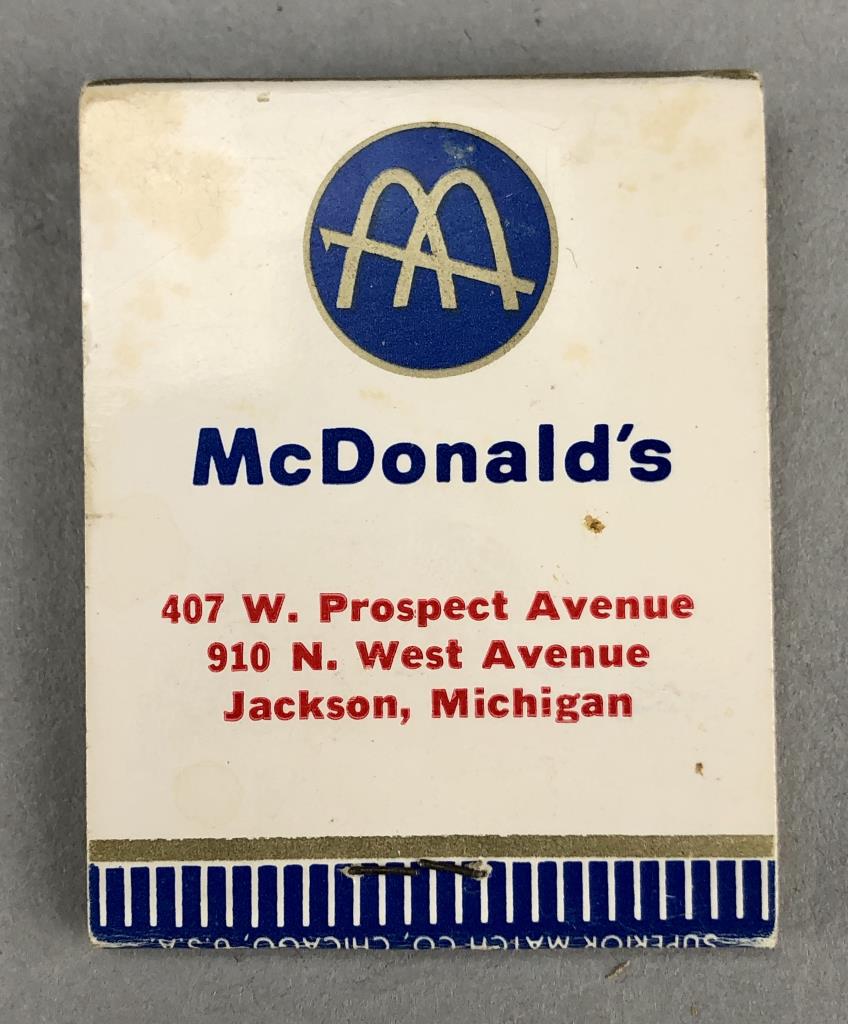 McDonald's
407 W. Prospect Avenue
910 N. West Avenue
Jackson, Michigan
SUPERIOR MATCH CO., CHICAGO, U.S.A.